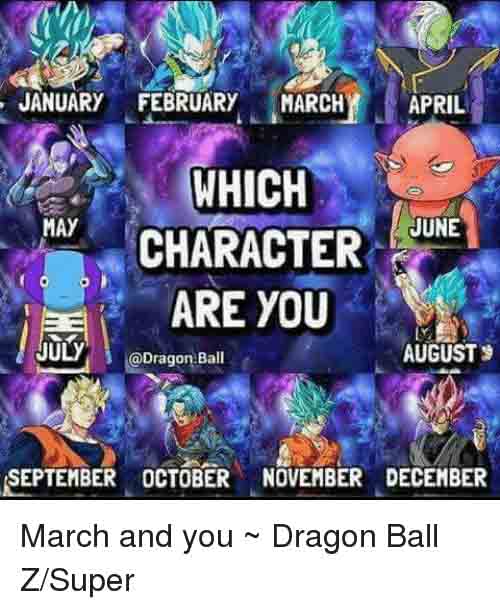 JANUARY FEBRUARY MARCH APRIL
WHICH
MAY
JUNE
CHARACTER
ARE YOU
JULY
@Dragon.Ball
AUGUST
SEPTEMBER OCTOBER NOVEMBER DECEMBER
March and you ~ Dragon Ball
Z/Super